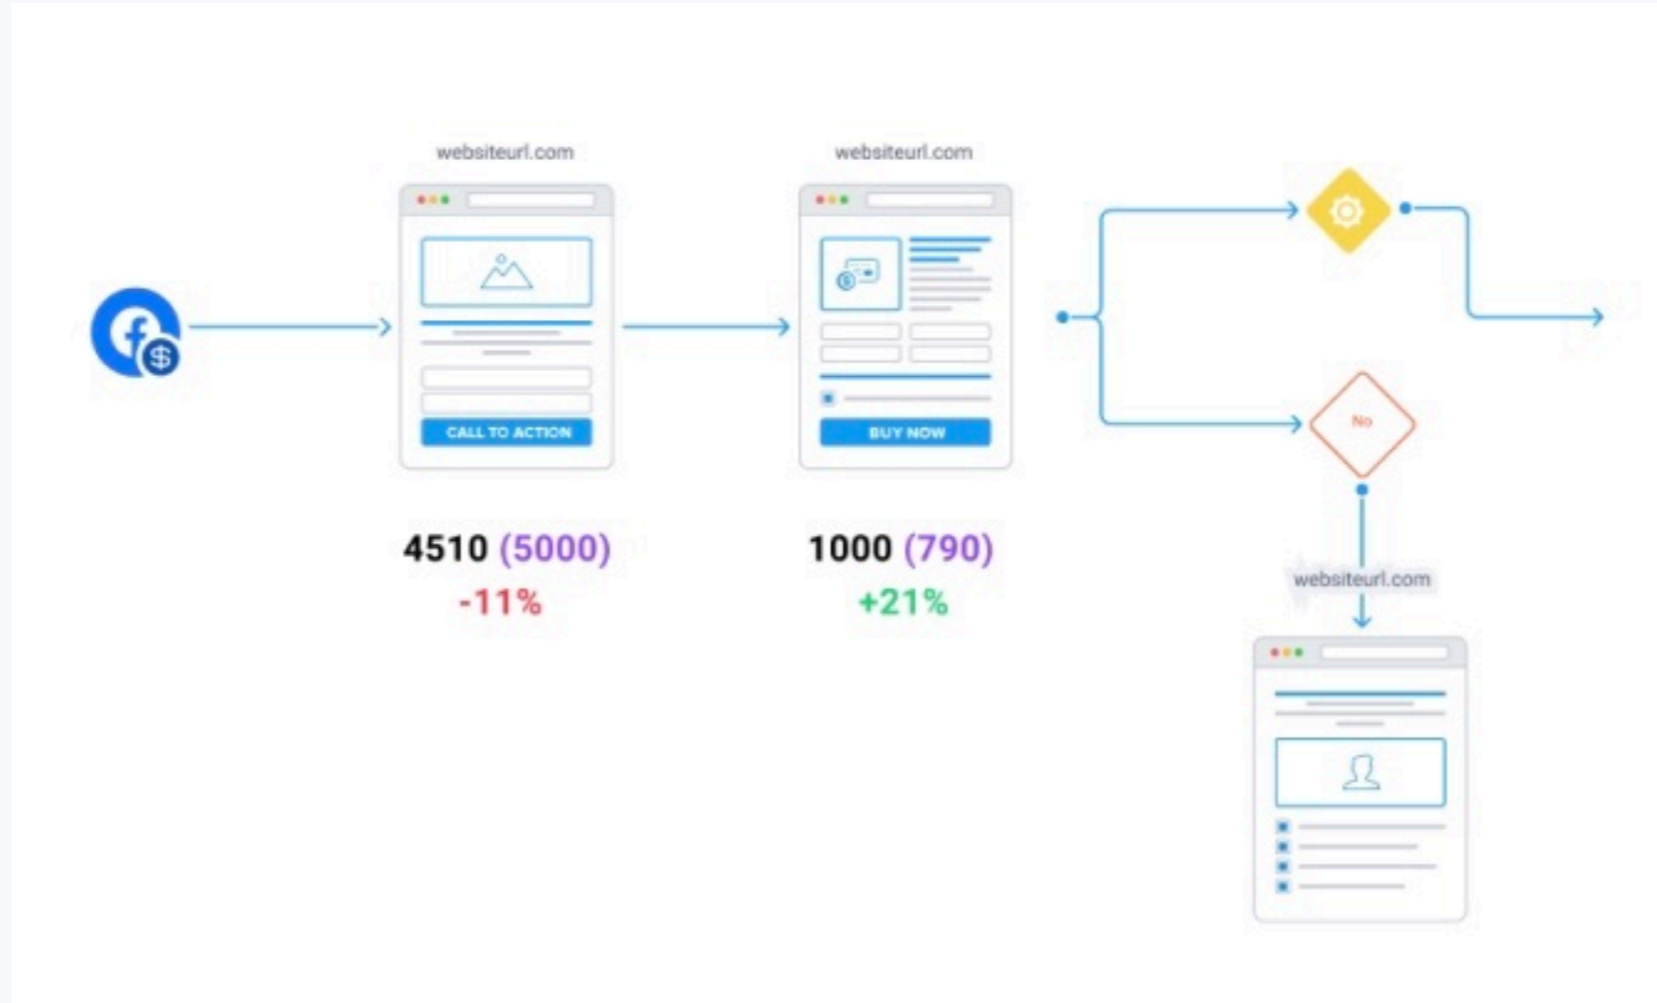 websiteurl.com
CALL TO ACTION
4510 (5000)
-11%
websiteurl.com
BUY NOW
1000 (790)
+21%
No
websiteurl.com